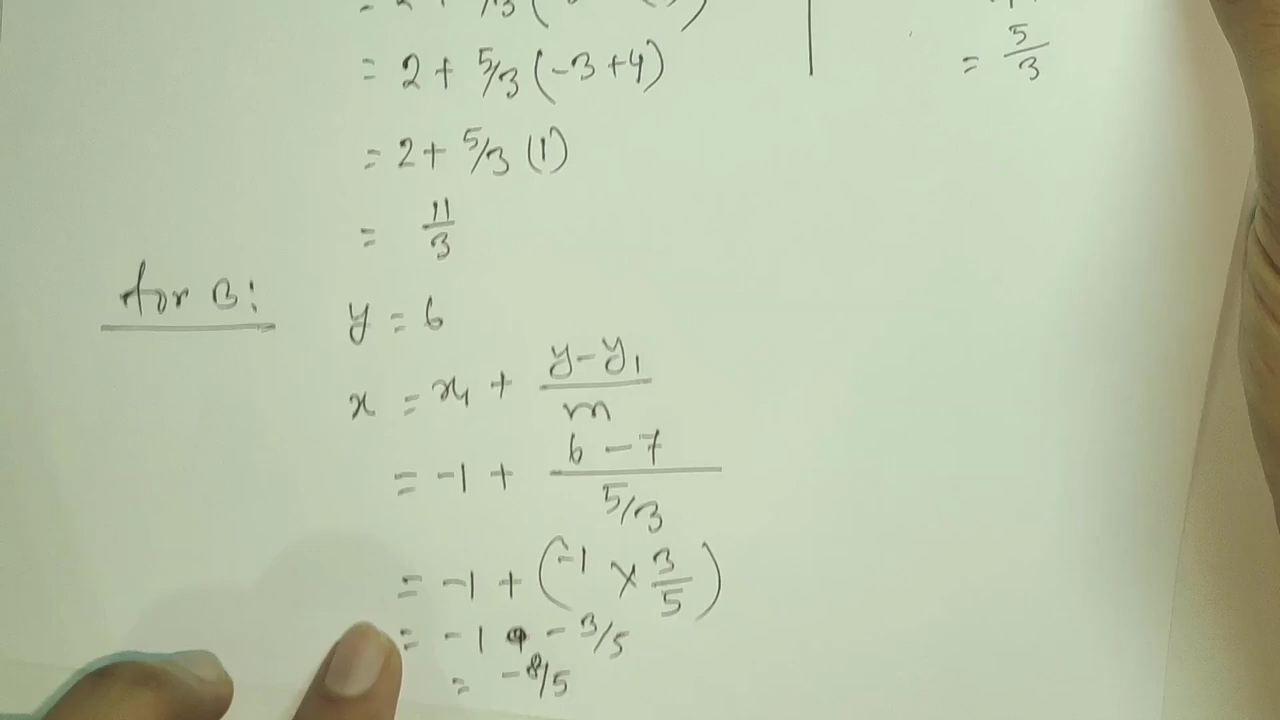 = 2 + 5/3 (-3+4)
= 2 + 5/3 (1)
= 11/3
for B: y = 6
x = x₁ + (y-y₁)/m
= -1 + (6-7)/(5/3)
= -1 + (-1 × 3/5)
= -1 - 3/5
= -8/5
= 5/3